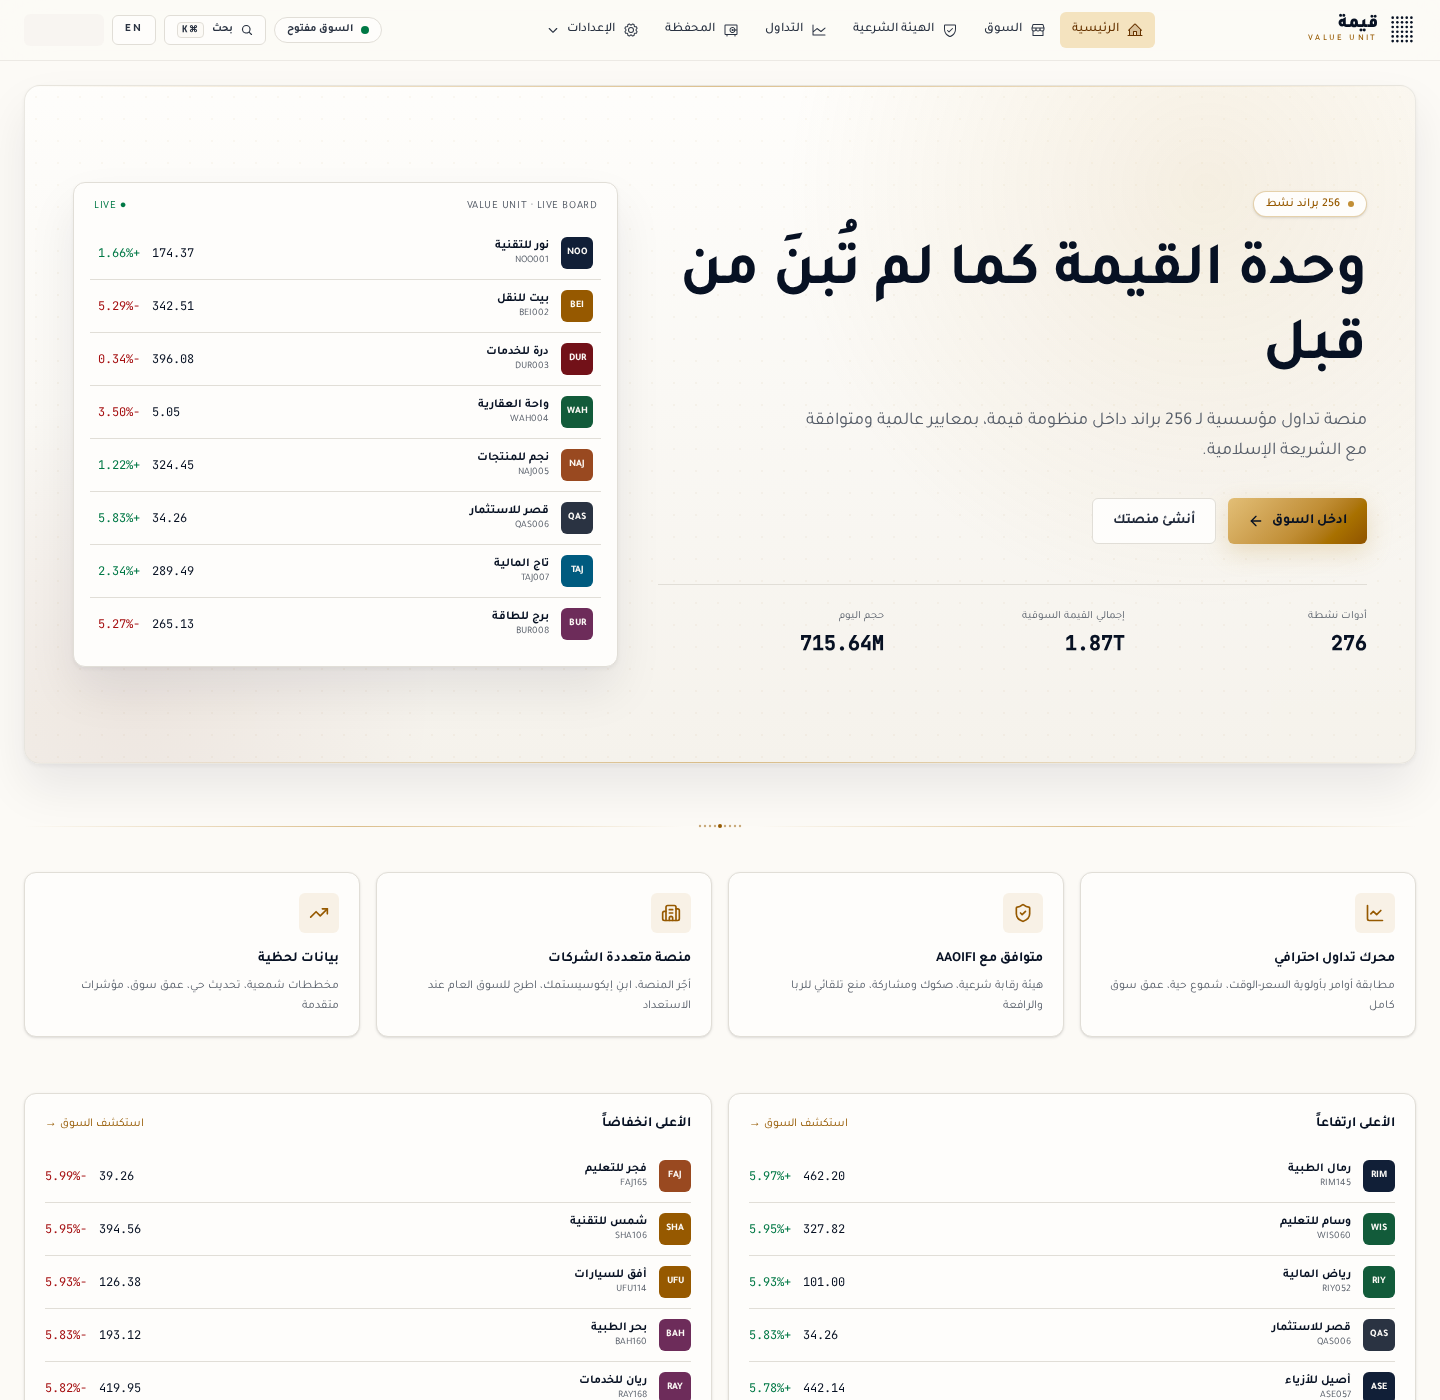 قيمة
VALUE UNIT
الرئيسية
السوق
الهيئة الشرعية
التداول
المحفظة
الإعدادات
السوق مفتوح
بحث
K⌘
EN
256 براند نشط
وحدة القيمة كما لم تُبنَ من
قبل
منصة تداول مؤسسية لـ 256 براند داخل منظومة قيمة، بمعايير عالمية ومتوافقة
مع الشريعة الإسلامية.
ادخل السوق ←
أنشئ منصتك
أدوات نشطة
276
إجمالي القيمة السوقية
1.87T
حجم اليوم
715.64M
VALUE UNIT · LIVE BOARD
LIVE
NOO نور للتقنية 174.37 1.66%+
NOO001
BEI بيت للنقل 342.51 5.29%-
BEI002
DUR درة للخدمات 396.08 0.34%-
DUR003
WAH واحة العقارية 5.05 3.50%-
WAH004
NAJ نجم للمنتجات 324.45 1.22%+
NAJ005
QAS قصر للاستثمار 34.26 5.83%+
QAS006
TAJ تاج المالية 289.49 2.34%+
TAJ007
BUR برج للطاقة 265.13 5.27%-
BUR008
محرك تداول احترافي
مطابقة أوامر بأولوية السعر-الوقت، شموع حية، عمق سوق
كامل
متوافق مع AAOIFI
هيئة رقابة شرعية، صكوك ومشاركة، منع تلقائي للربا
والرافعة
منصة متعددة الشركات
أجّر المنصة، ابنِ إيكوسيستمك، اطرح للسوق العام عند
الاستعداد
بيانات لحظية
مخططات شمعية، تحديث حي، عمق سوق، مؤشرات
متقدمة
الأعلى ارتفاعاً
استكشف السوق →
RIM رمال الطبية 462.20 5.97%+
RIM145
WIS وسام للتعليم 327.82 5.95%+
WIS060
RIY رياض المالية 101.00 5.93%+
RIY052
QAS قصر للاستثمار 34.26 5.83%+
QAS006
ASE أصيل للأزياء 442.14 5.78%+
ASE057
الأعلى انخفاضاً
استكشف السوق →
FAJ فجر للتعليم 39.26 5.99%-
FAJ165
SHA شمس للتقنية 394.56 5.95%-
SHA106
UFU أفق للسيارات 126.38 5.93%-
UFU114
BAH بحر الطبية 193.12 5.83%-
BAH160
RAY ريان للخدمات 419.95 5.82%-
RAY168